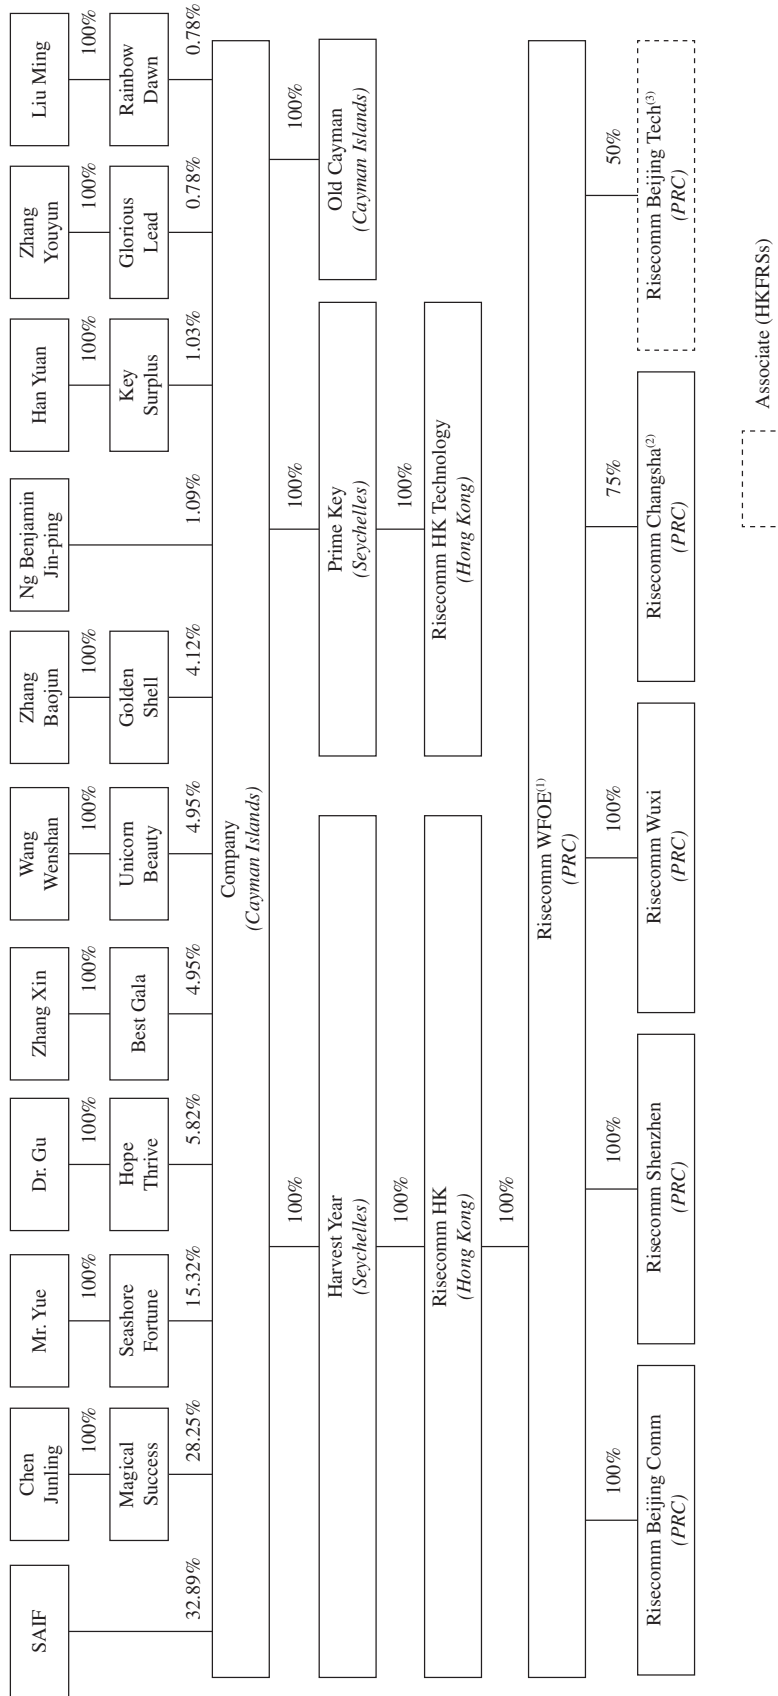 SAIF
Chen
Junling
Mr. Yue
Dr. Gu
Zhang Xin
Wang
Wenshan
Zhang
Baojun
Ng Benjamin
Jin-ping
Han Yuan
Zhang
Youyun
Liu Ming
100%
100%
100%
100%
100%
100%
100%
100%
100%
Magical
Success
Seashore
Fortune
Hope
Thrive
Best Gala
Unicorn
Beauty
Golden
Shell
Key
Surplus
Glorious
Lead
Rainbow
Dawn
32.89%
28.25%
15.32%
5.82%
4.95%
4.95%
4.12%
1.09%
1.03%
0.78%
0.78%
Company
(Cayman Islands)
100%
100%
100%
Harvest Year
(Seychelles)
Prime Key
(Seychelles)
Old Cayman
(Cayman Islands)
100%
100%
Risecomm HK
(Hong Kong)
Risecomm HK Technology
(Hong Kong)
100%
Risecomm WFOE(1)
(PRC)
100%
100%
100%
75%
50%
Risecomm Beijing Comm
(PRC)
Risecomm Shenzhen
(PRC)
Risecomm Wuxi
(PRC)
Risecomm Changsha(2)
(PRC)
Risecomm Beijing Tech(3)
(PRC)
Associate (HKFRSs)